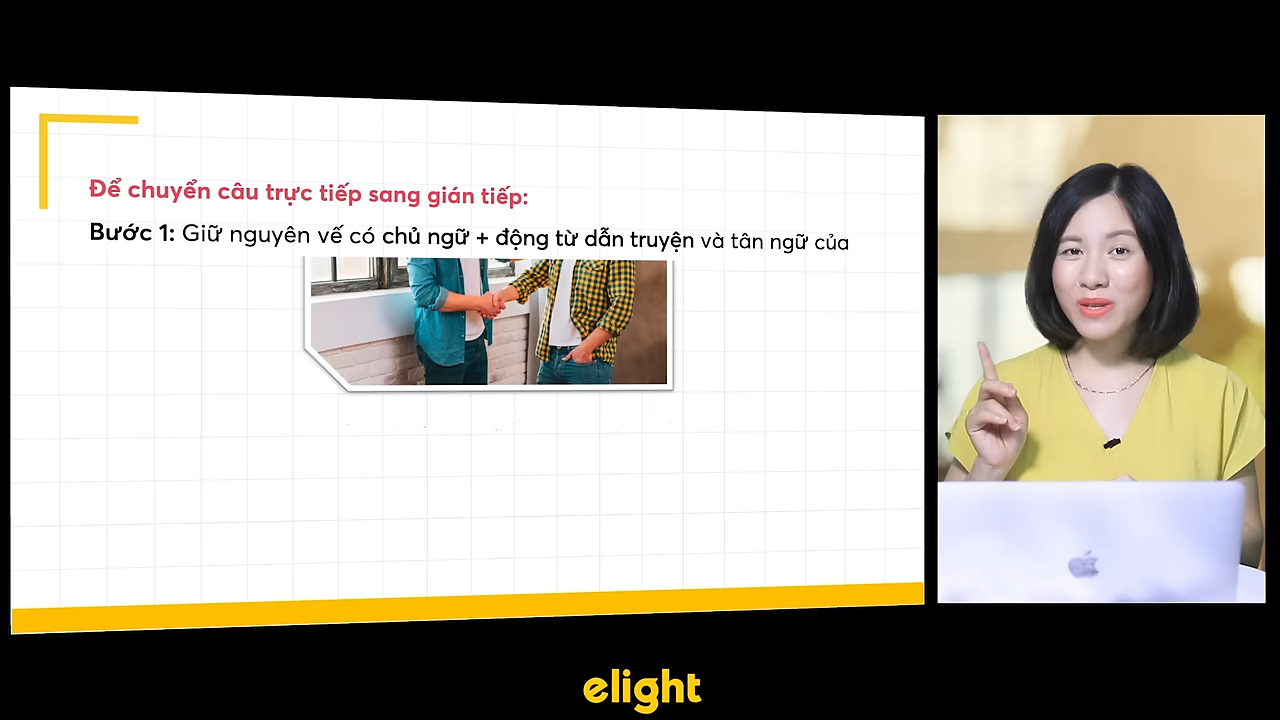 Để chuyển câu trực tiếp sang gián tiếp:
Bước 1: Giữ nguyên vế có chủ ngữ + động từ dẫn truyện và tân ngữ của
elight